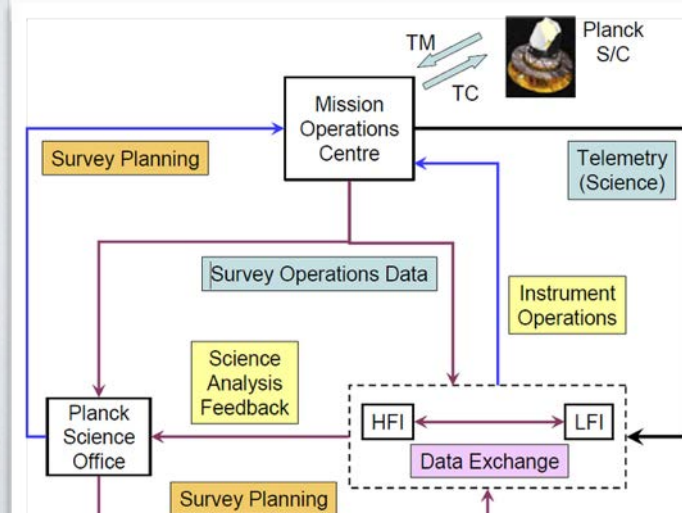 TM
Planck
S/C
TC
Mission
Operations
Centre
Survey Planning
Telemetry
(Science)
Survey Operations Data
Instrument
Operations
Science
Analysis
Feedback
Planck
Science
Office
HFI
LFI
Data Exchange
Survey Planning